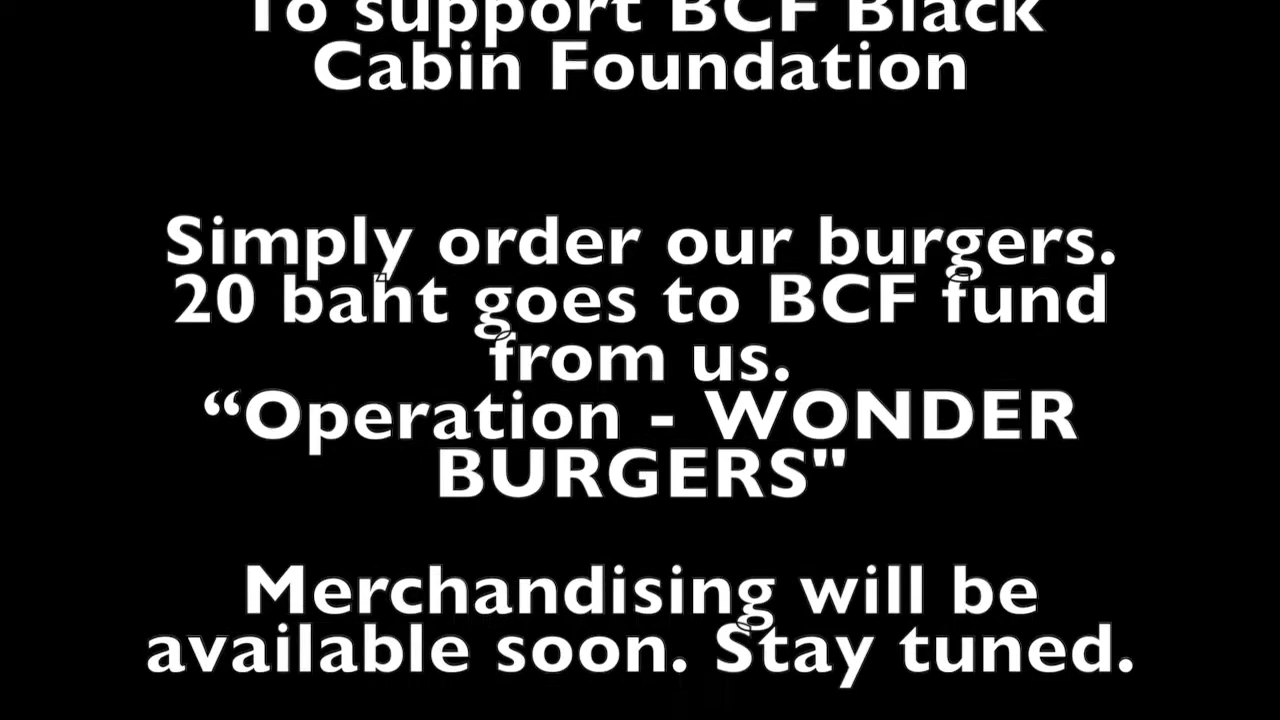 To support BCF Black
Cabin Foundation
Simply order our burgers.
20 baht goes to BCF fund
from us.
“Operation - WONDER
BURGERS"
Merchandising will be
available soon. Stay tuned.